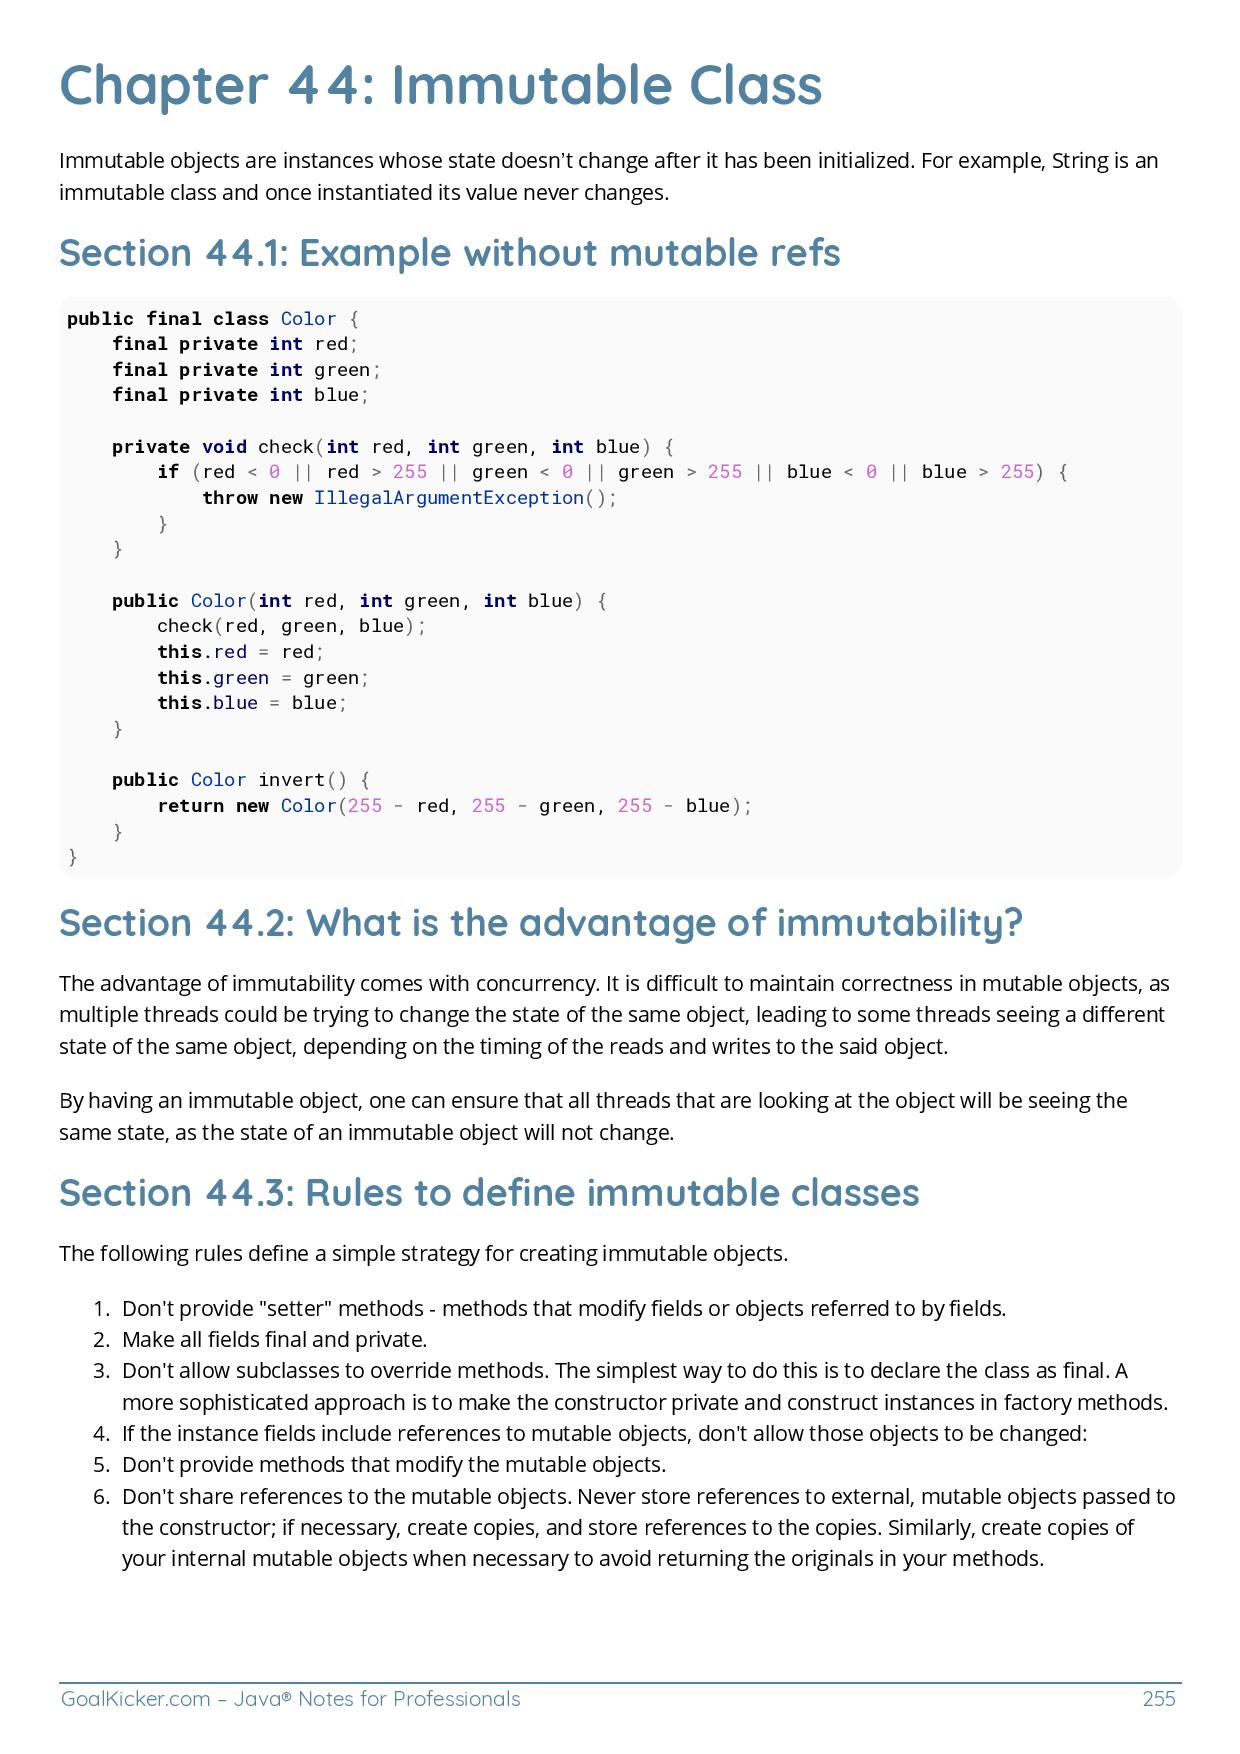 Chapter 44: Immutable Class
Immutable objects are instances whose state doesn’t change after it has been initialized. For example, String is an
immutable class and once instantiated its value never changes.
Section 44.1: Example without mutable refs
public final class Color {
    final private int red;
    final private int green;
    final private int blue;

    private void check(int red, int green, int blue) {
        if (red < 0 || red > 255 || green < 0 || green > 255 || blue < 0 || blue > 255) {
            throw new IllegalArgumentException();
        }
    }

    public Color(int red, int green, int blue) {
        check(red, green, blue);
        this.red = red;
        this.green = green;
        this.blue = blue;
    }

    public Color invert() {
        return new Color(255 - red, 255 - green, 255 - blue);
    }
}
Section 44.2: What is the advantage of immutability?
The advantage of immutability comes with concurrency. It is difficult to maintain correctness in mutable objects, as
multiple threads could be trying to change the state of the same object, leading to some threads seeing a different
state of the same object, depending on the timing of the reads and writes to the said object.
By having an immutable object, one can ensure that all threads that are looking at the object will be seeing the
same state, as the state of an immutable object will not change.
Section 44.3: Rules to define immutable classes
The following rules define a simple strategy for creating immutable objects.
1. Don't provide "setter" methods - methods that modify fields or objects referred to by fields.
2. Make all fields final and private.
3. Don't allow subclasses to override methods. The simplest way to do this is to declare the class as final. A
more sophisticated approach is to make the constructor private and construct instances in factory methods.
4. If the instance fields include references to mutable objects, don't allow those objects to be changed:
5. Don't provide methods that modify the mutable objects.
6. Don't share references to the mutable objects. Never store references to external, mutable objects passed to
the constructor; if necessary, create copies, and store references to the copies. Similarly, create copies of
your internal mutable objects when necessary to avoid returning the originals in your methods.
GoalKicker.com – Java® Notes for Professionals 255